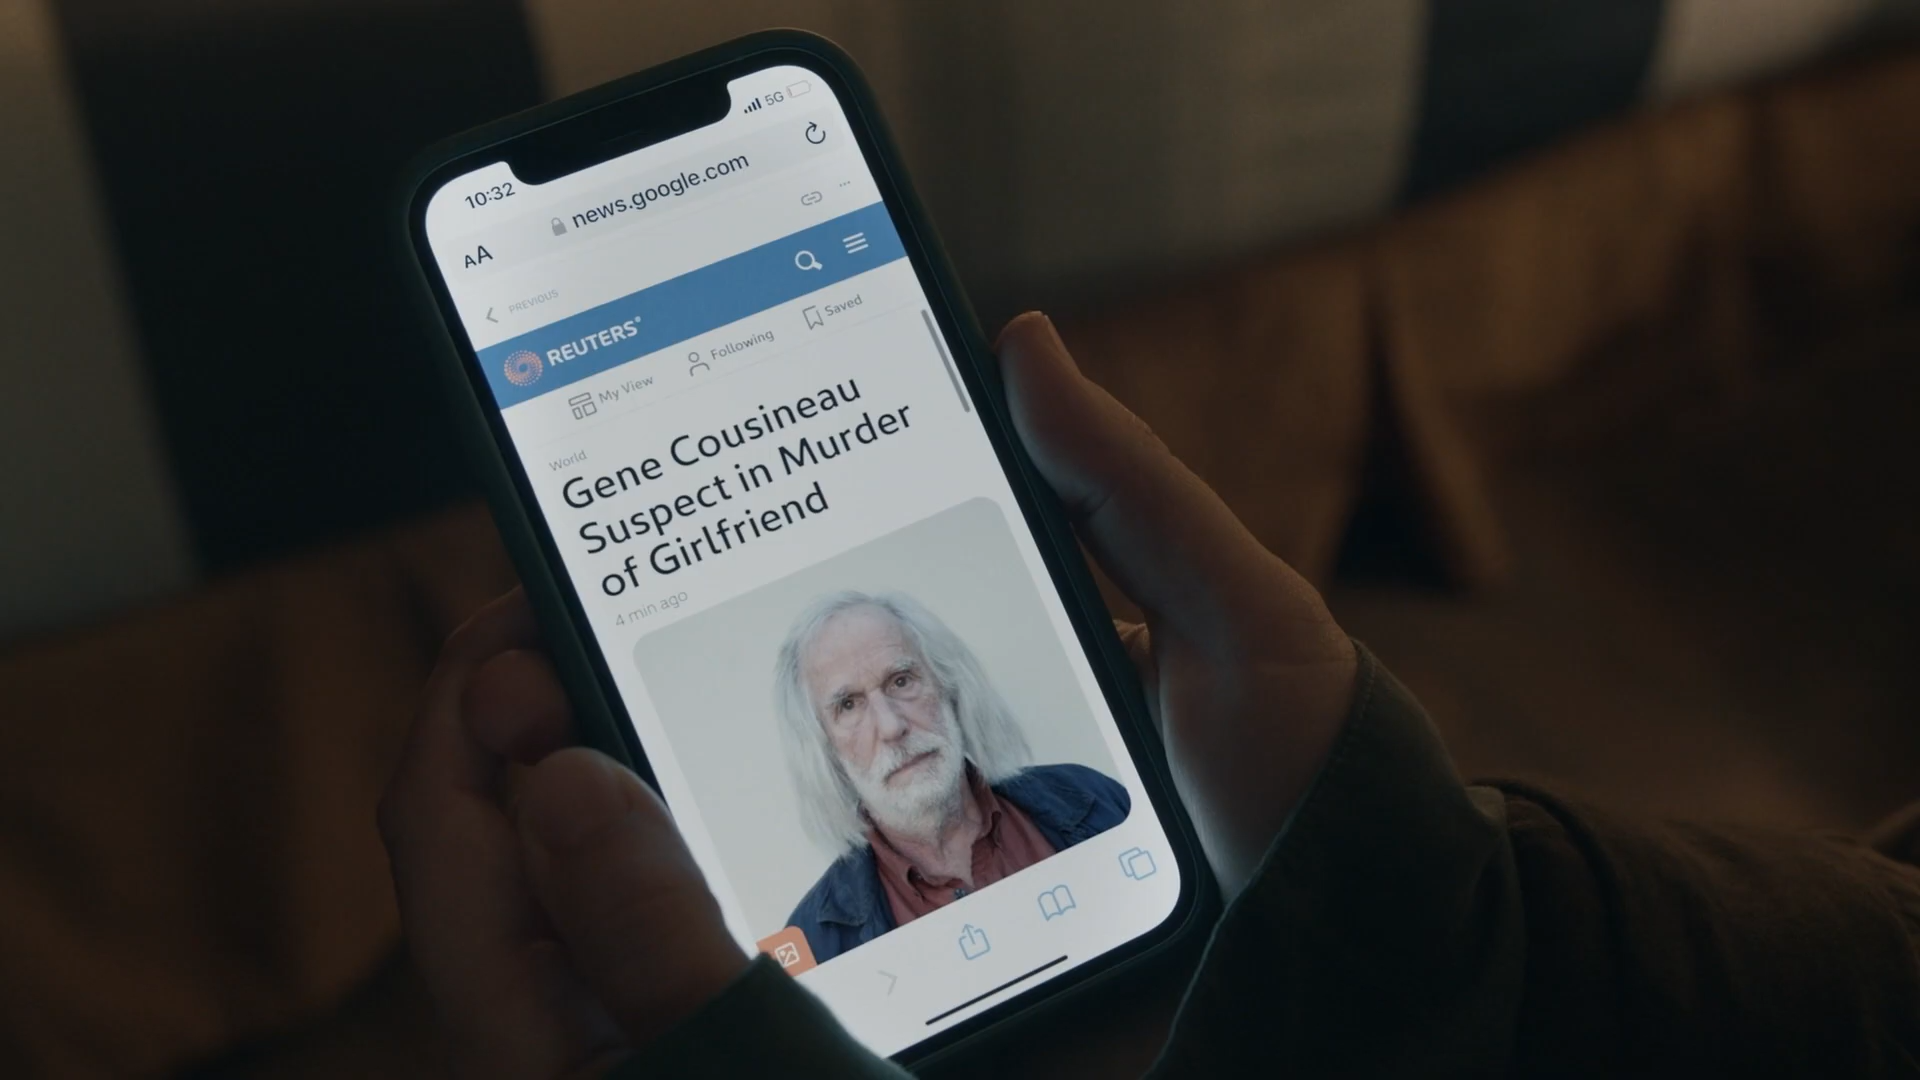 10:32
5G
AA
news.google.com
PREVIOUS
REUTERS®
My View
Following
Saved
World
Gene Cousineau
Suspect in Murder
of Girlfriend
4 min ago